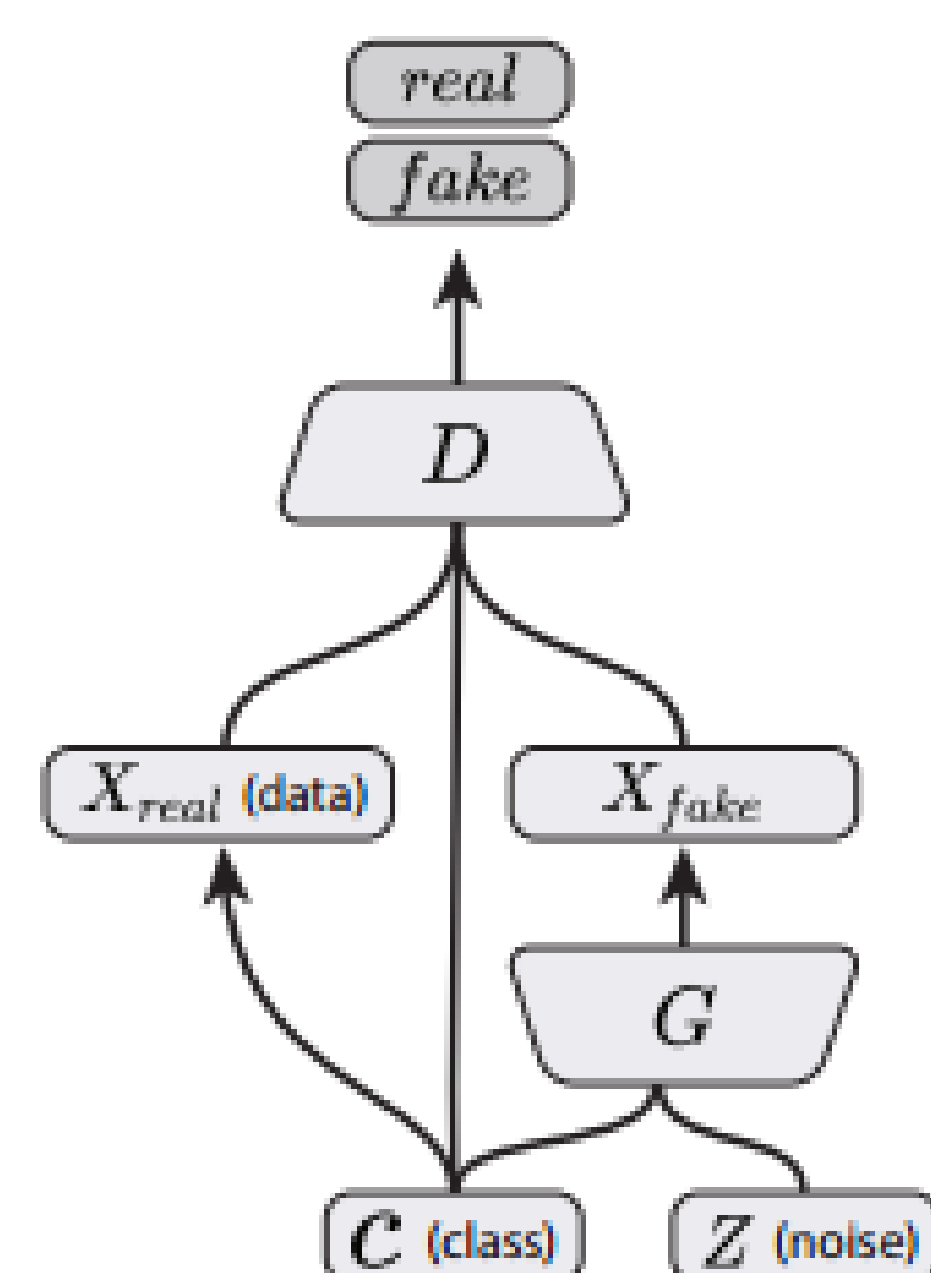 real
fake
D
X_real (data)
X_fake
G
C (class)
Z (noise)